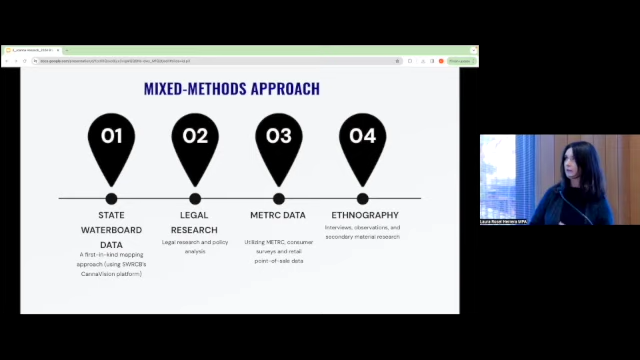 MIXED-METHODS APPROACH
01
02
03
04
STATE
WATERBOARD
DATA
A first-in-kind mapping
approach (using SWRCB's
CannaVision platform)
LEGAL
RESEARCH
Legal research and policy
analysis
METRC DATA
Utilizing METRC, consumer
surveys and retail
point-of-sale data
ETHNOGRAPHY
Interviews, observations, and
secondary material research